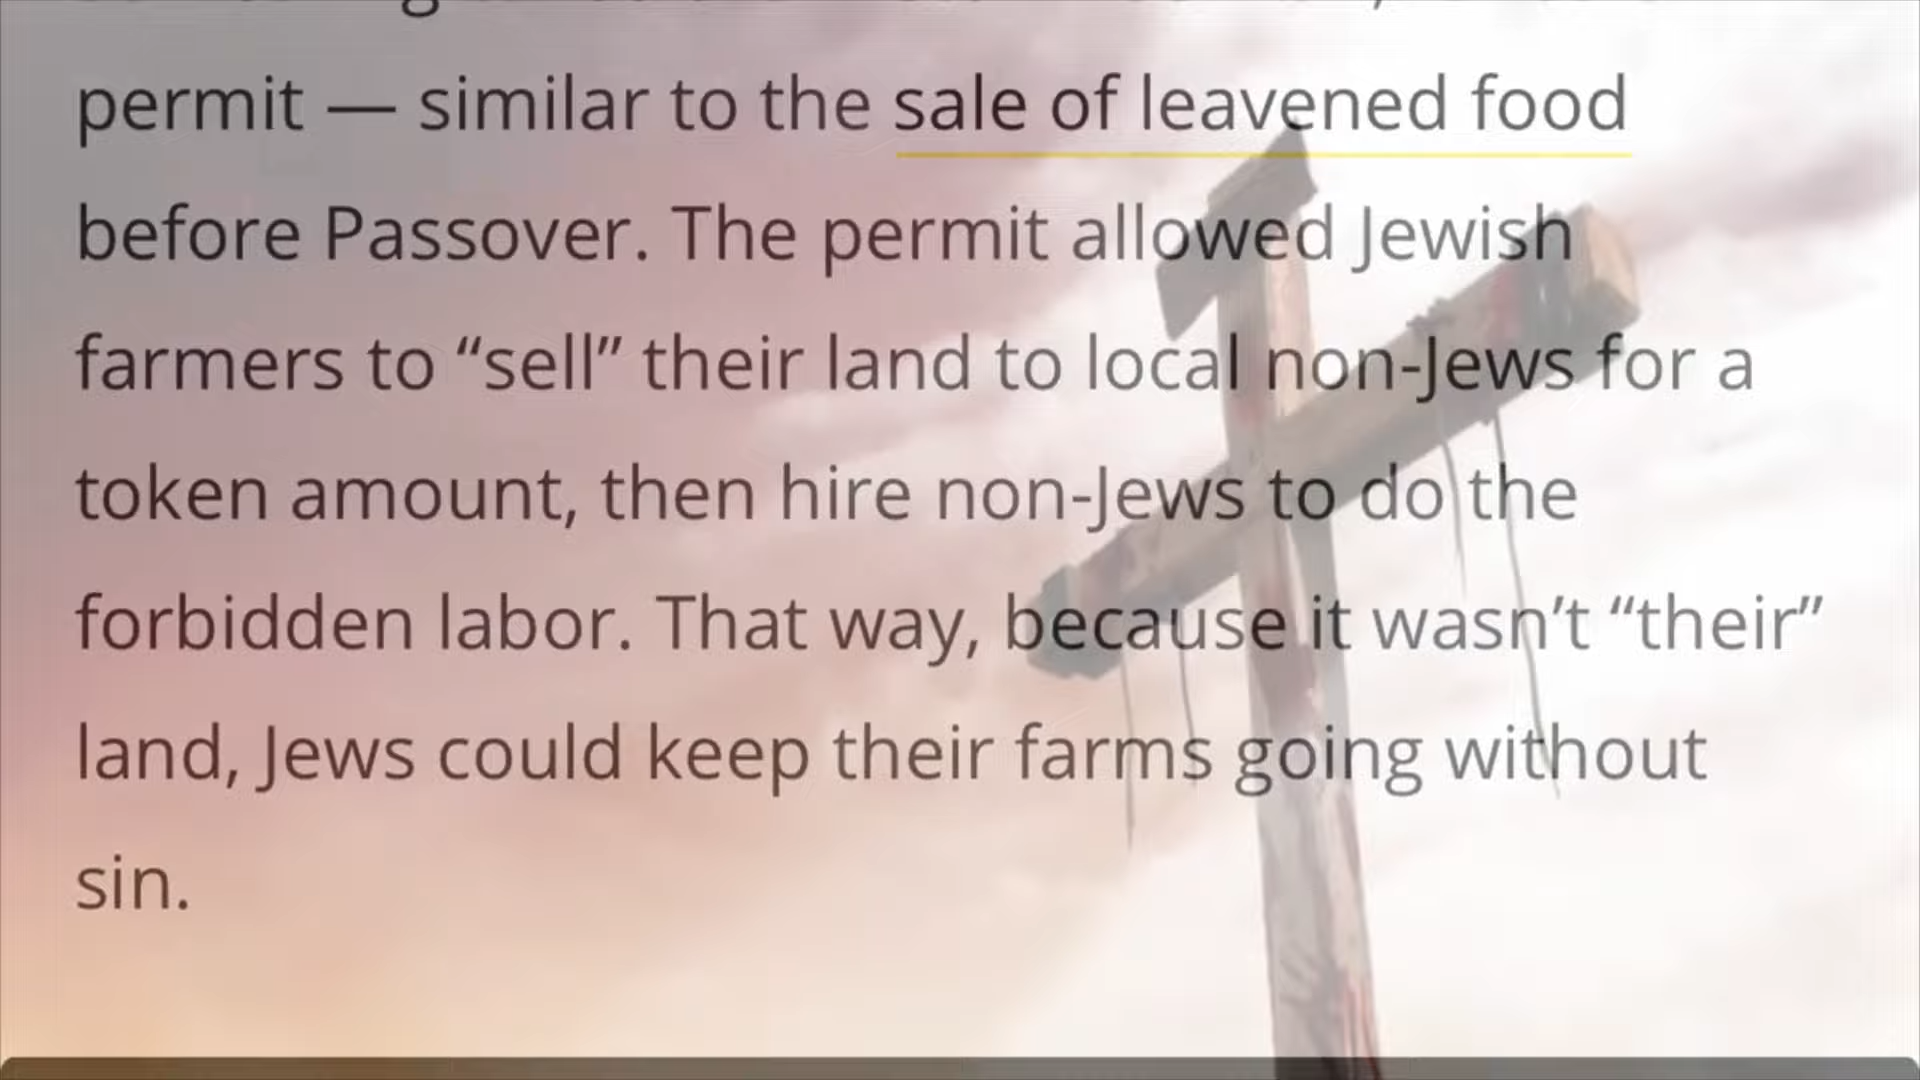 permit — similar to the sale of leavened food
before Passover. The permit allowed Jewish
farmers to “sell” their land to local non-Jews for a
token amount, then hire non-Jews to do the
forbidden labor. That way, because it wasn’t “their”
land, Jews could keep their farms going without
sin.